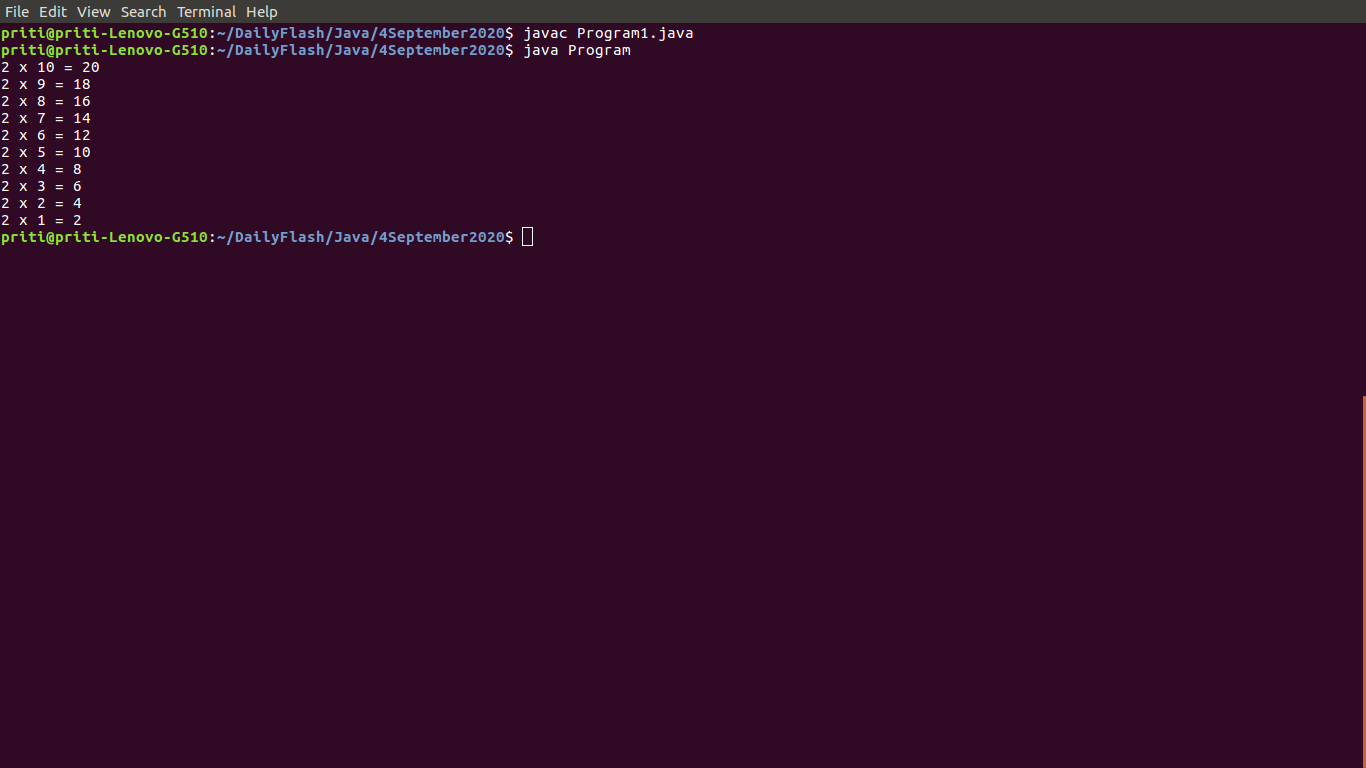 File Edit View Search Terminal Help
priti@priti-Lenovo-G510:~/DailyFlash/Java/4September2020$ javac Program1.java
priti@priti-Lenovo-G510:~/DailyFlash/Java/4September2020$ java Program
2 x 10 = 20
2 x 9 = 18
2 x 8 = 16
2 x 7 = 14
2 x 6 = 12
2 x 5 = 10
2 x 4 = 8
2 x 3 = 6
2 x 2 = 4
2 x 1 = 2
priti@priti-Lenovo-G510:~/DailyFlash/Java/4September2020$